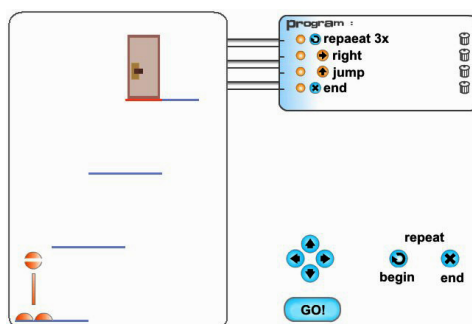 program :
repaeat 3x
right
jump
end
repeat
begin end
GO!